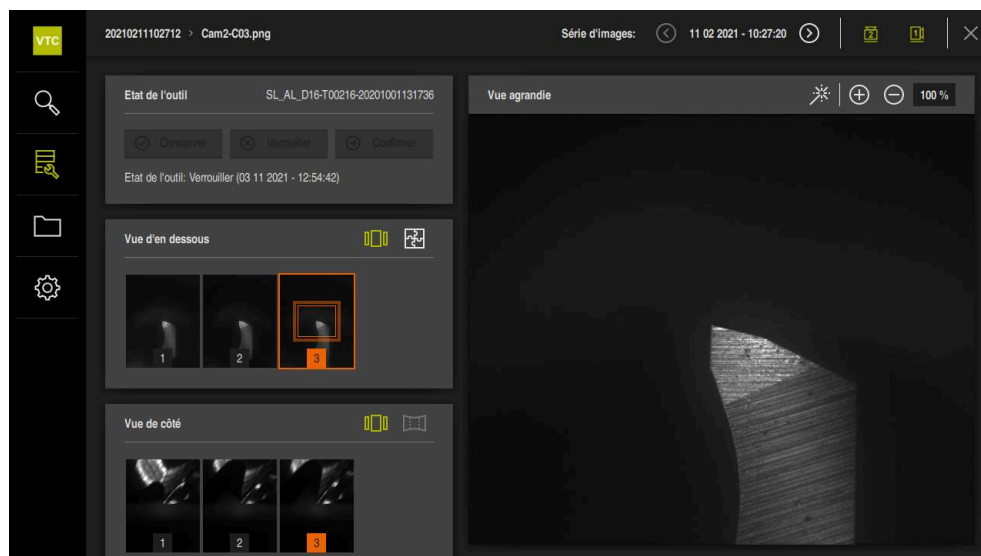 VTC
20210211102712 > Cam2-C03.png
Série d'images: 11 02 2021 - 10:27:20
2
1
Etat de l'outil SL_AL_D16-T00216-20201001131736
Conserver Verrouiller Confirmer
Etat de l'outil: Verrouiller (03 11 2021 - 12:54:42)
Vue d'en dessous
1 2 3
Vue de côté
1 2 3
Vue agrandie 100 %